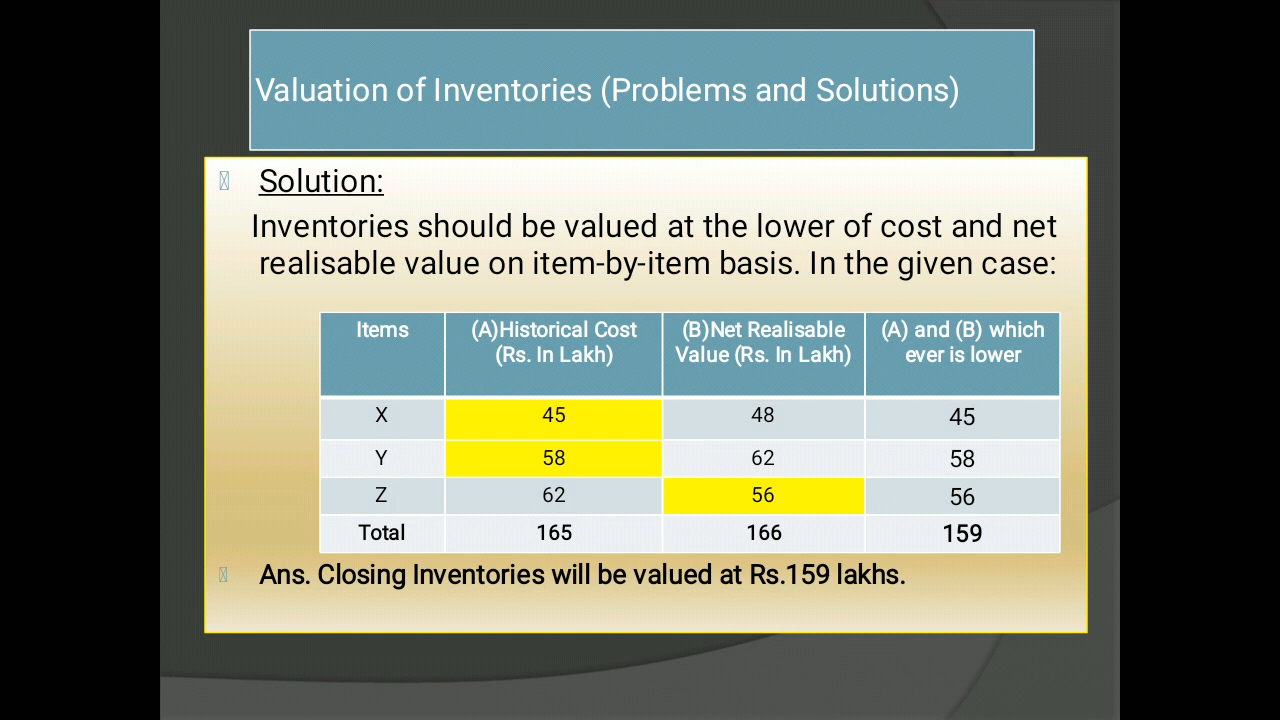 Valuation of Inventories (Problems and Solutions)
Solution:
Inventories should be valued at the lower of cost and net
realisable value on item-by-item basis. In the given case:
Items (A)Historical Cost (B)Net Realisable (A) and (B) which
(Rs. In Lakh) Value (Rs. In Lakh) ever is lower
X 45 48 45
Y 58 62 58
Z 62 56 56
Total 165 166 159
Ans. Closing Inventories will be valued at Rs.159 lakhs.